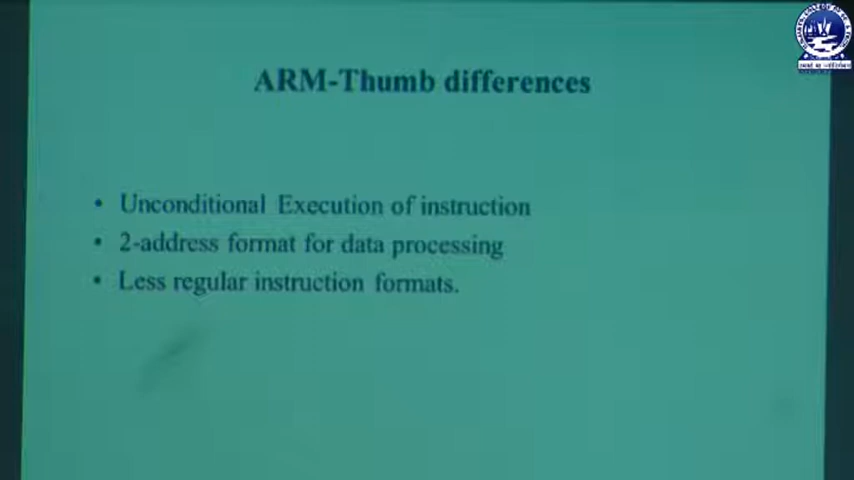 ARM-Thumb differences
• Unconditional Execution of instruction
• 2-address format for data processing
• Less regular instruction formats.